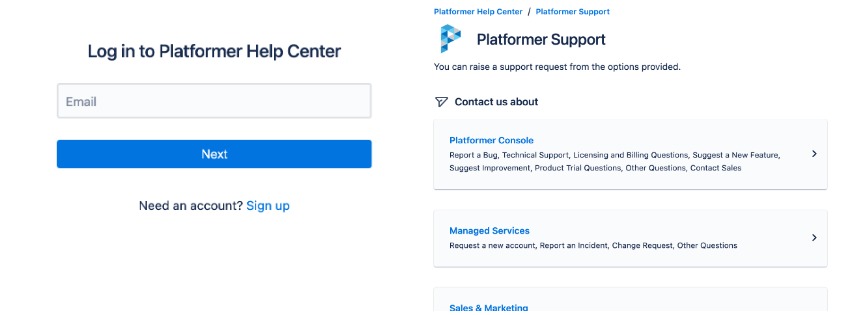 Log in to Platformer Help Center
Email
Next
Need an account? Sign up
Platformer Help Center / Platformer Support
Platformer Support
You can raise a support request from the options provided.
Contact us about
Platformer Console
Report a Bug, Technical Support, Licensing and Billing Questions, Suggest a New Feature,
Suggest Improvement, Product Trial Questions, Other Questions, Contact Sales
Managed Services
Request a new account, Report an Incident, Change Request, Other Questions
Sales & Marketing